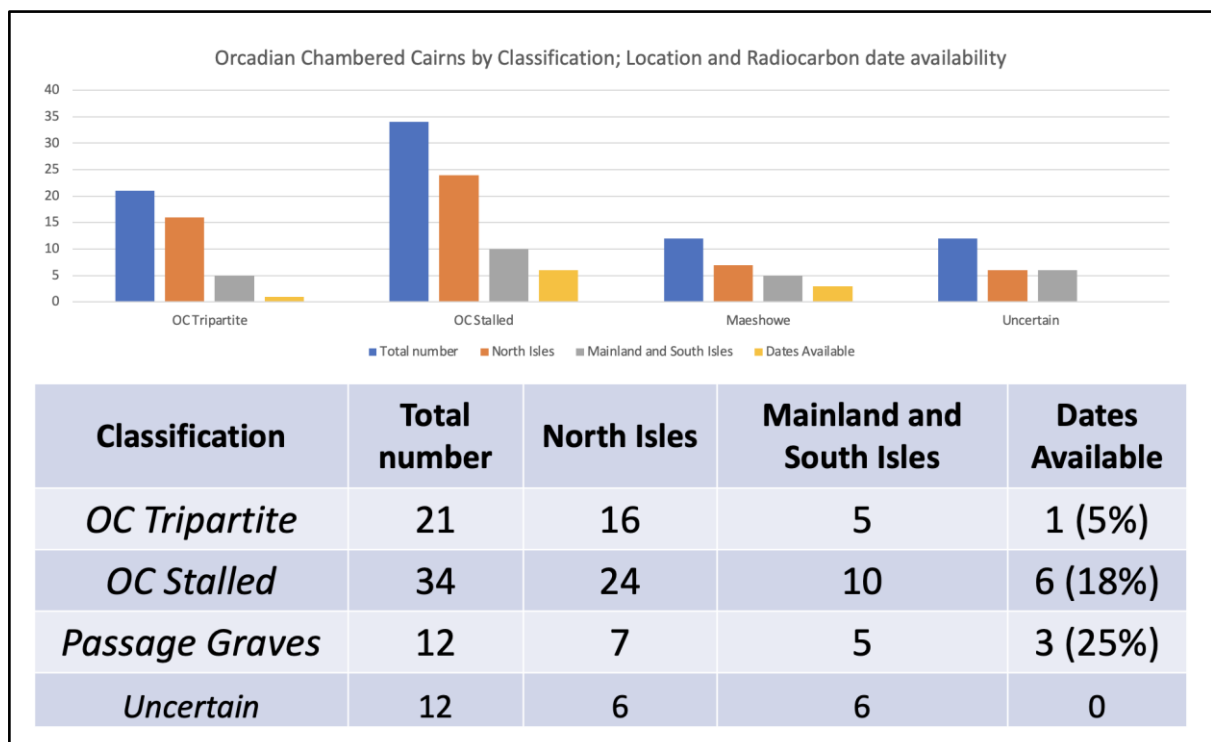 Orcadian Chambered Cairns by Classification; Location and Radiocarbon date availability
40
35
30
25
20
15
10
5
0
OC Tripartite OC Stalled Maeshowe Uncertain
Total number North Isles Mainland and South Isles Dates Available
Classification Total number North Isles Mainland and South Isles Dates Available
OC Tripartite 21 16 5 1 (5%)
OC Stalled 34 24 10 6 (18%)
Passage Graves 12 7 5 3 (25%)
Uncertain 12 6 6 0